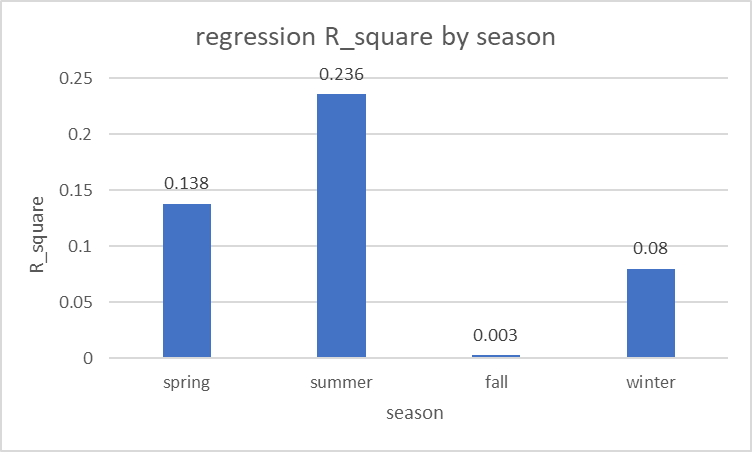 regression R_square by season
0.25
0.2
0.15
0.1
0.05
0
R_square
0.138
0.236
0.003
0.08
spring
summer
fall
winter
season